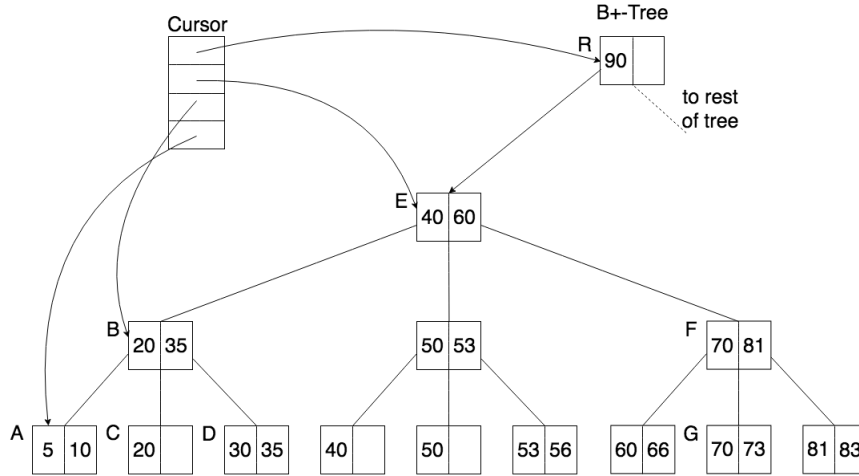 Cursor
B+-Tree
R
90
to rest
of tree
E
40 60
B
20 35
50 53
F
70 81
A
5 10
C
20
D
30 35
40
50
53 56
60 66
G
70 73
81 83